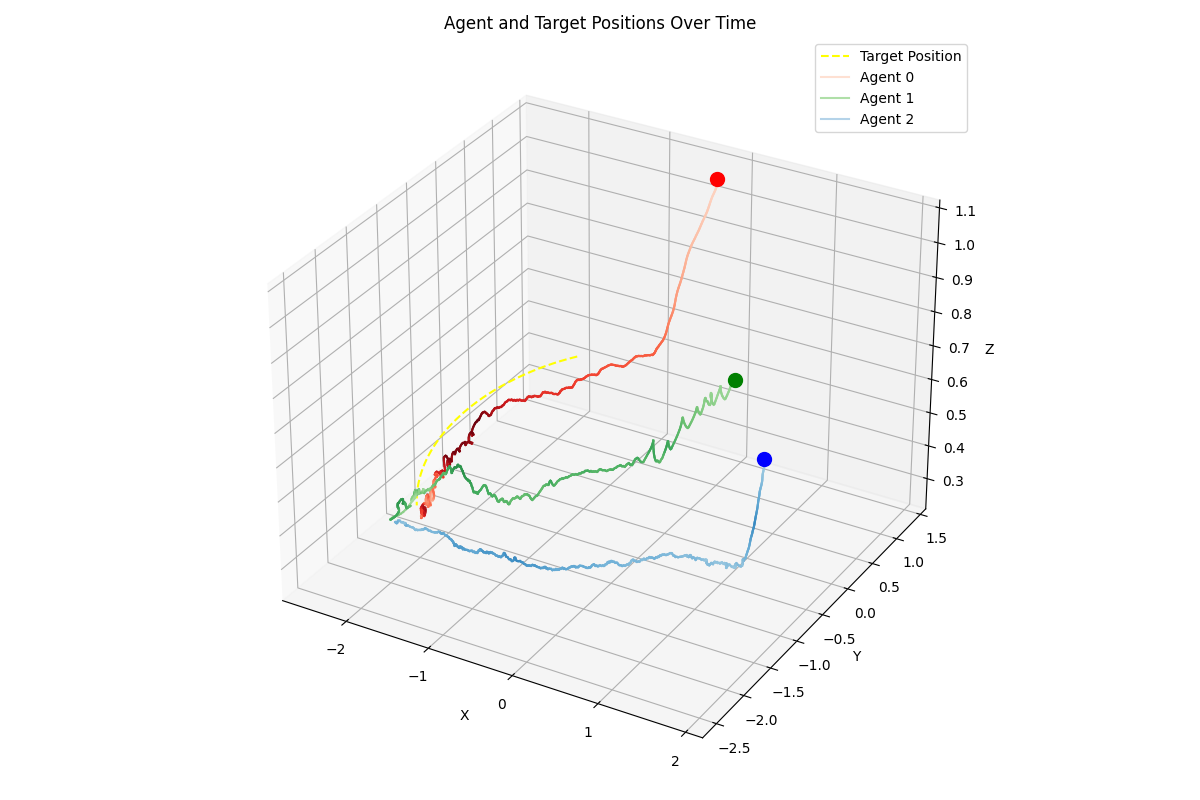 Agent and Target Positions Over Time
Target Position
Agent 0
Agent 1
Agent 2
1.1
1.0
0.9
0.8
0.7
0.6
0.5
0.4
0.3
Z
1.5
1.0
0.5
0.0
−0.5
−1.0
−1.5
−2.0
−2.5
Y
−2
−1
0
1
2
X